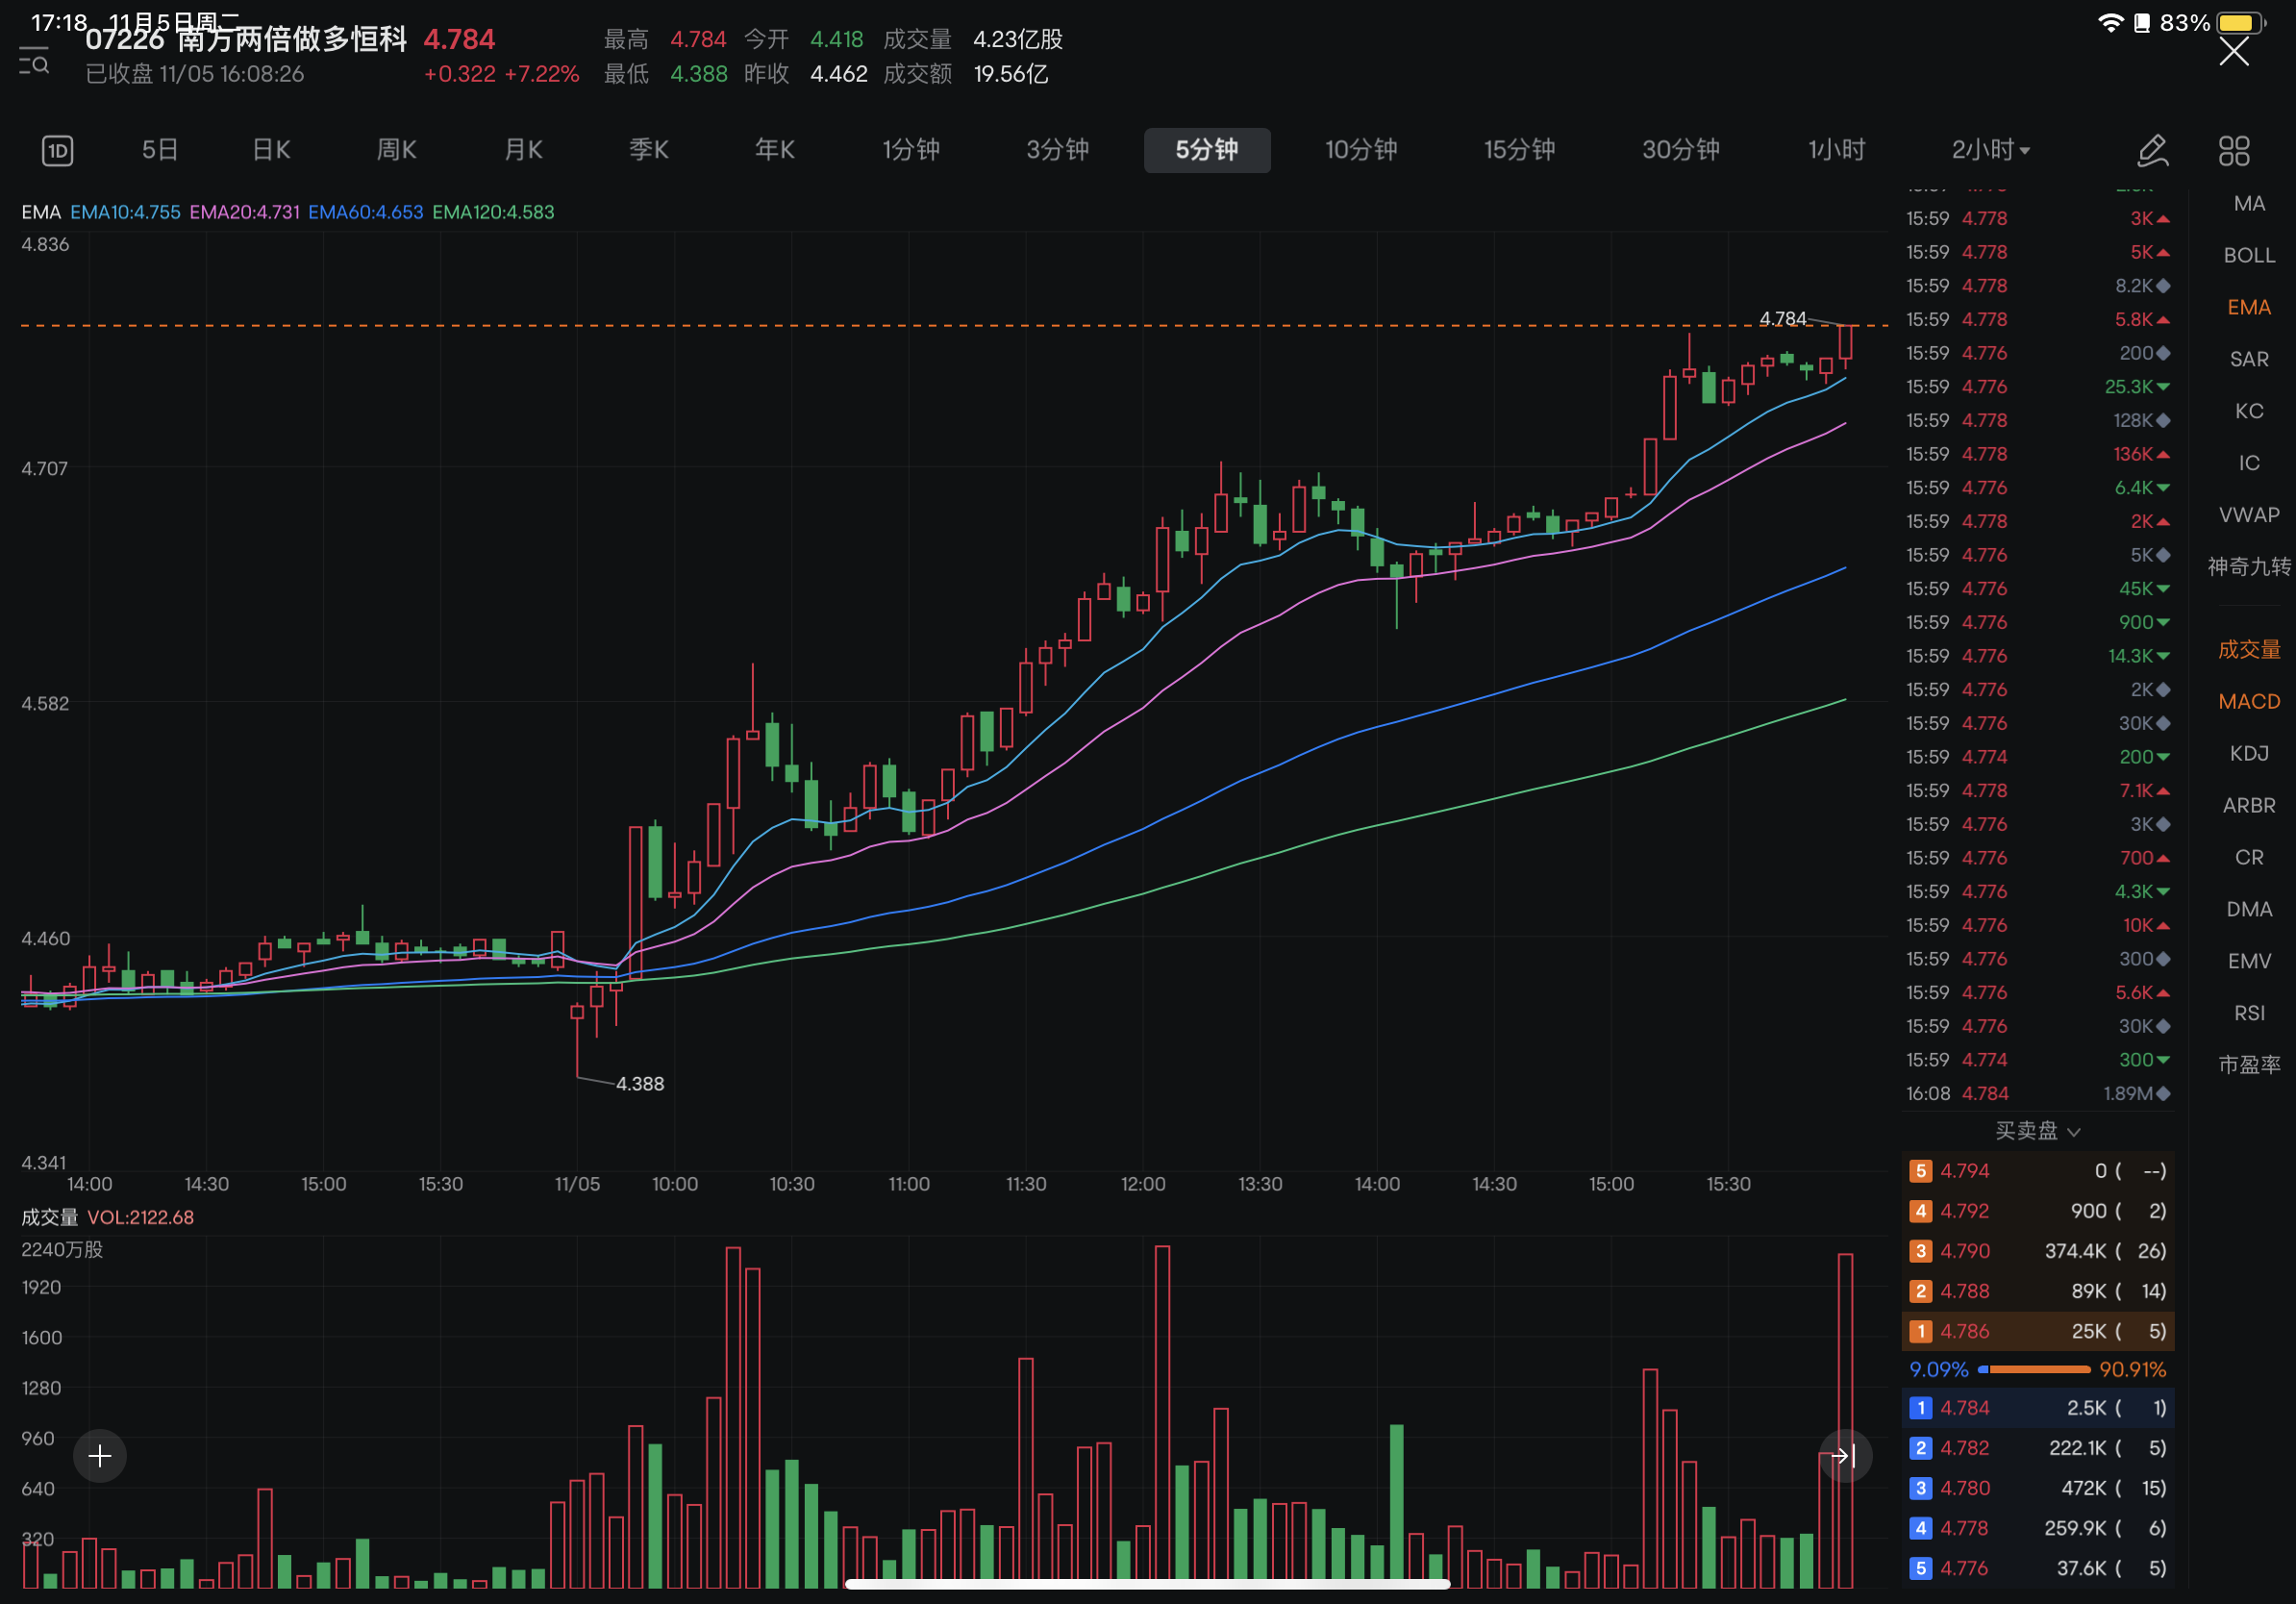 17:18 11月5日周二
83%
07226 南方两倍做多恒科 4.784 最高 4.784 今开 4.418 成交量 4.23亿股
已收盘 11/05 16:08:26 +0.322 +7.22% 最低 4.388 昨收 4.462 成交额 19.56亿
1D 5日 日K 周K 月K 季K 年K 1分钟 3分钟 5分钟 10分钟 15分钟 30分钟 1小时 2小时
EMA EMA10:4.755 EMA20:4.731 EMA60:4.653 EMA120:4.583
4.836
4.784
4.707
4.582
4.460
4.388
4.341
14:00 14:30 15:00 15:30 11/05 10:00 10:30 11:00 11:30 12:00 13:30 14:00 14:30 15:00 15:30
成交量 VOL:2122.68
2240万股
1920
1600
1280
960
640
320
15:59 4.778 3K
15:59 4.778 5K
15:59 4.778 8.2K
15:59 4.778 5.8K
15:59 4.776 200
15:59 4.776 25.3K
15:59 4.778 128K
15:59 4.778 136K
15:59 4.776 6.4K
15:59 4.778 2K
15:59 4.776 5K
15:59 4.776 45K
15:59 4.776 900
15:59 4.776 14.3K
15:59 4.776 2K
15:59 4.776 30K
15:59 4.774 200
15:59 4.778 7.1K
15:59 4.776 3K
15:59 4.776 700
15:59 4.776 4.3K
15:59 4.776 10K
15:59 4.776 300
15:59 4.776 5.6K
15:59 4.776 30K
15:59 4.774 300
16:08 4.784 1.89M
买卖盘
5 4.794 0 ( --)
4 4.792 900 ( 2)
3 4.790 374.4K ( 26)
2 4.788 89K ( 14)
1 4.786 25K ( 5)
9.09% 90.91%
1 4.784 2.5K ( 1)
2 4.782 222.1K ( 5)
3 4.780 472K ( 15)
4 4.778 259.9K ( 6)
5 4.776 37.6K ( 5)
MA
BOLL
EMA
SAR
KC
IC
VWAP
神奇九转
成交量
MACD
KDJ
ARBR
CR
DMA
EMV
RSI
市盈率